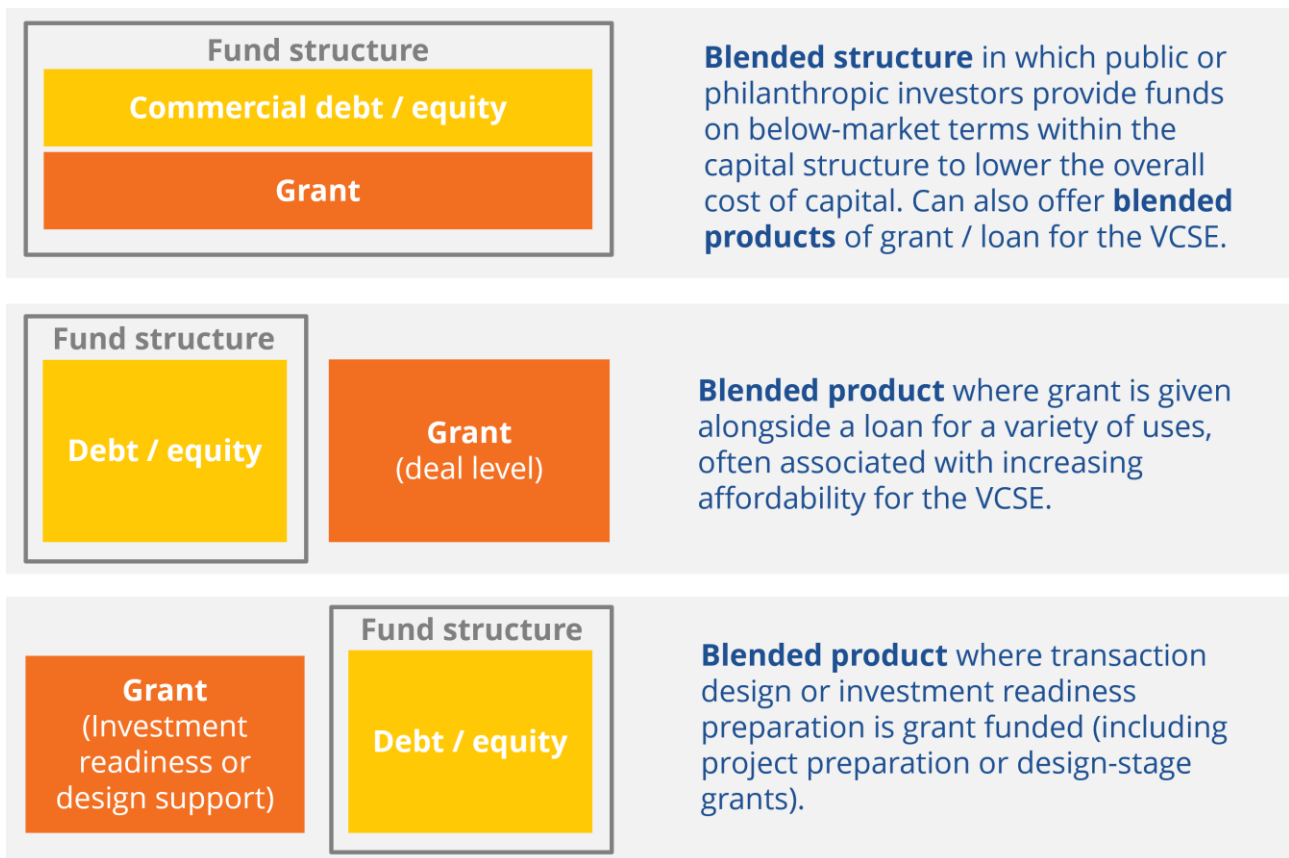 Fund structure
Commercial debt / equity
Grant
Blended structure in which public or
philanthropic investors provide funds
on below-market terms within the
capital structure to lower the overall
cost of capital. Can also offer blended
products of grant / loan for the VCSE.
Fund structure
Debt / equity
Grant
(deal level)
Blended product where grant is given
alongside a loan for a variety of uses,
often associated with increasing
affordability for the VCSE.
Grant
(Investment
readiness or
design support)
Fund structure
Debt / equity
Blended product where transaction
design or investment readiness
preparation is grant funded (including
project preparation or design-stage
grants).